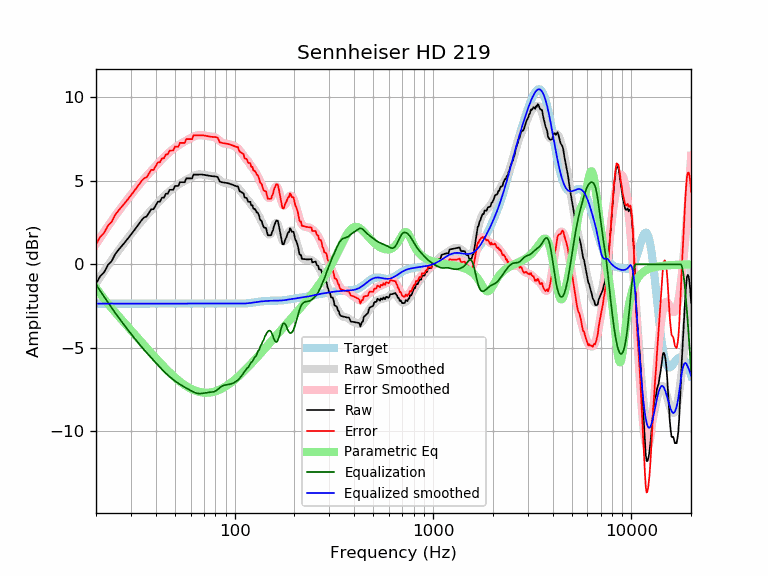 Sennheiser HD 219
Amplitude (dBr)
10
5
0
−5
−10
Target
Raw Smoothed
Error Smoothed
Raw
Error
Parametric Eq
Equalization
Equalized smoothed
100
1000
10000
Frequency (Hz)